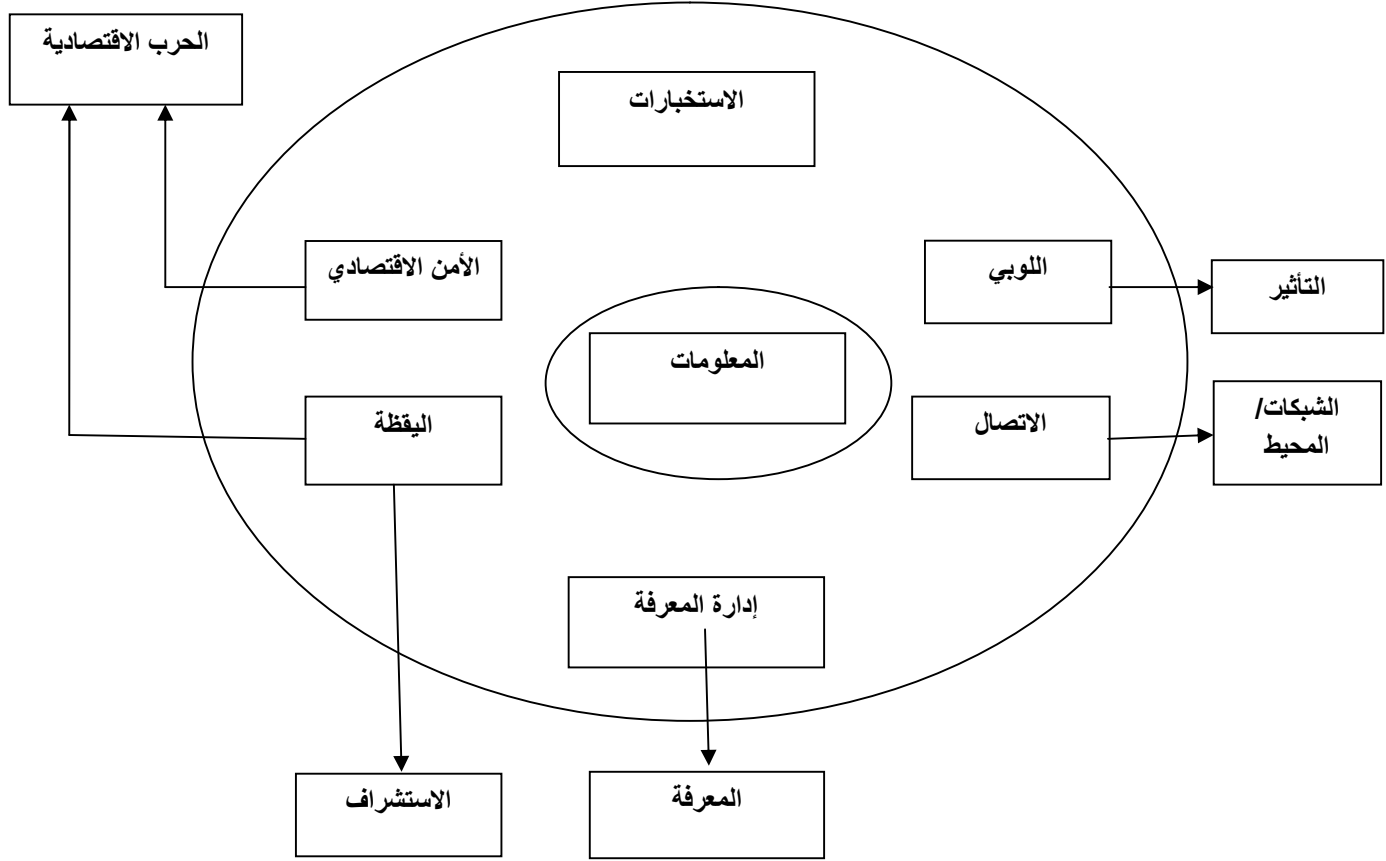 الحرب الاقتصادية
الاستخبارات
اللوبي
الأمن الاقتصادي
التأثير
المعلومات
الشبكات/
المحيط
الاتصال
اليقظة
إدارة المعرفة
المعرفة
الاستشراف